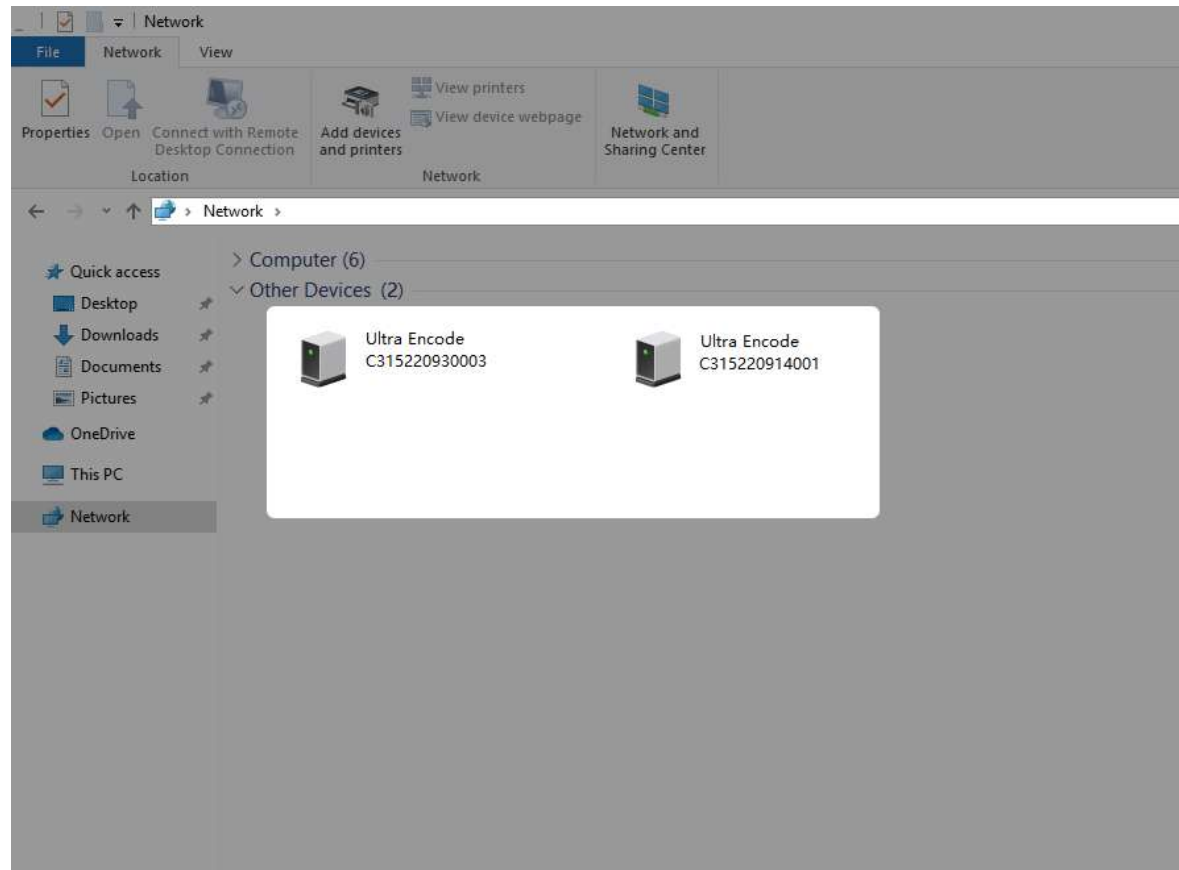 Network
File Network View
Properties Open Connect with Remote Desktop Connection
Add devices and printers
View printers
View device webpage
Network and Sharing Center
Location Network
Network
Quick access
Desktop
Downloads
Documents
Pictures
OneDrive
This PC
Network
Computer (6)
Other Devices (2)
Ultra Encode
C315220930003
Ultra Encode
C315220914001